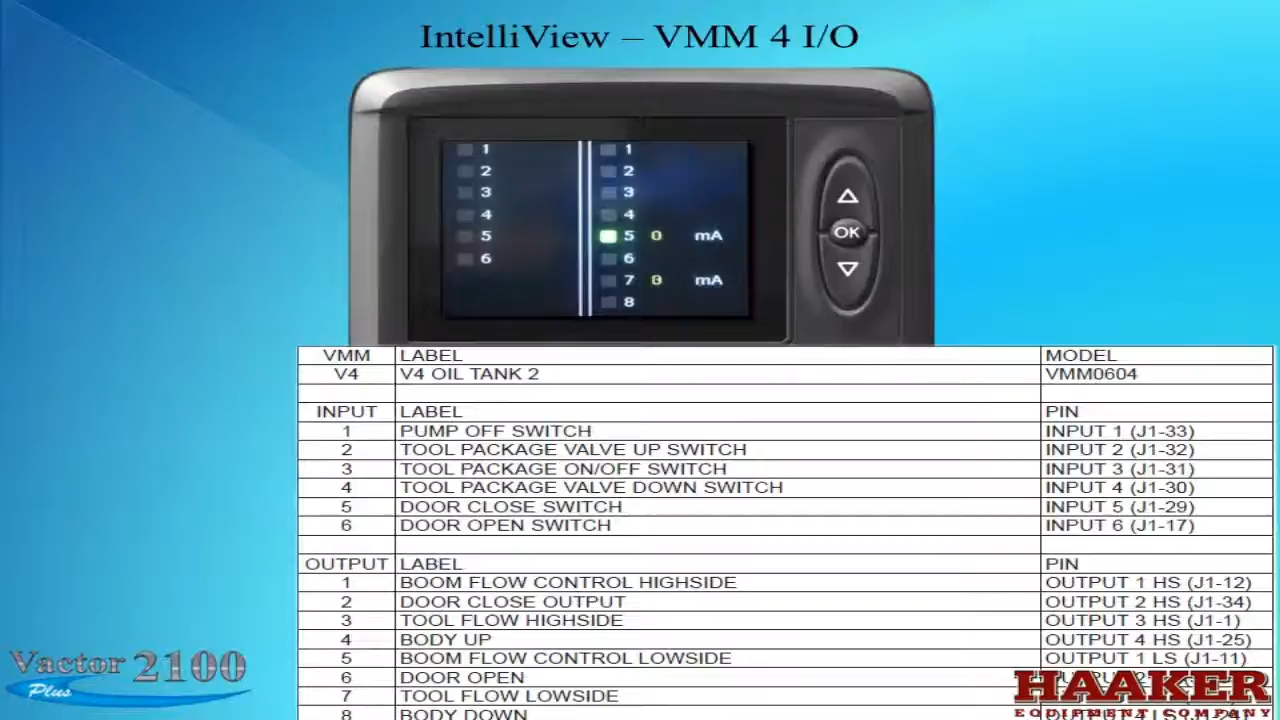 IntelliView – VMM 4 I/O
1 1
2 2
3 3
4 4
5 5 0 mA
6 6
7 mA
8
OK
VMM LABEL MODEL
V4 V4 OIL TANK 2 VMM0604
INPUT LABEL PIN
1 PUMP OFF SWITCH INPUT 1 (J1-33)
2 TOOL PACKAGE VALVE UP SWITCH INPUT 2 (J1-32)
3 TOOL PACKAGE ON/OFF SWITCH INPUT 3 (J1-31)
4 TOOL PACKAGE VALVE DOWN SWITCH INPUT 4 (J1-30)
5 DOOR CLOSE SWITCH INPUT 5 (J1-29)
6 DOOR OPEN SWITCH INPUT 6 (J1-17)
OUTPUT LABEL PIN
1 BOOM FLOW CONTROL HIGHSIDE OUTPUT 1 HS (J1-12)
2 DOOR CLOSE OUTPUT OUTPUT 2 HS (J1-34)
3 TOOL FLOW HIGHSIDE OUTPUT 3 HS (J1-1)
4 BODY UP OUTPUT 4 HS (J1-25)
5 BOOM FLOW CONTROL LOWSIDE OUTPUT 1 LS (J1-11)
6 DOOR OPEN
7 TOOL FLOW LOWSIDE
8 BODY DOWN
Vactor 2100
Plus
HAAKER
EQUIPMENT COMPANY